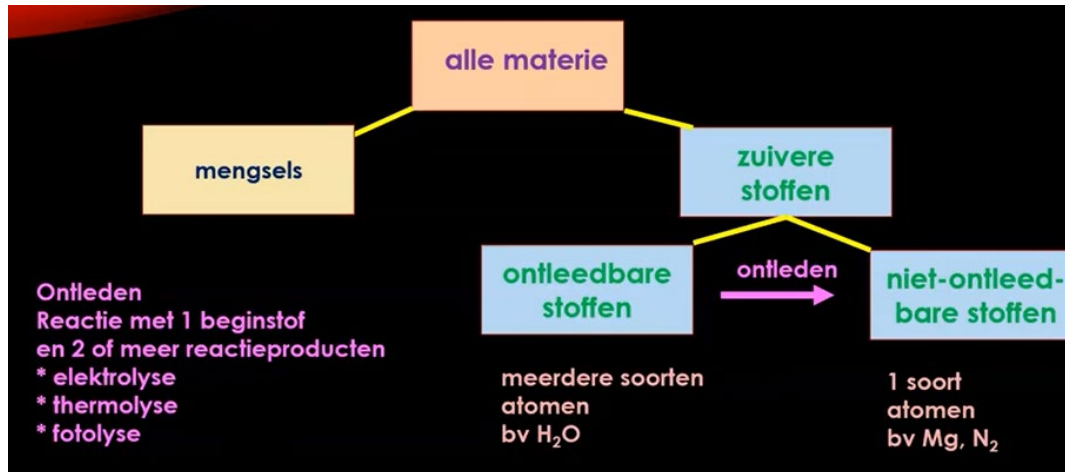 alle materie
mengsels
zuivere
stoffen
ontleedbare
stoffen
ontleden
niet-ontleed-
bare stoffen
Ontleden
Reactie met 1 beginstof
en 2 of meer reactieproducten
* elektrolyse
* thermolyse
* fotolyse
meerdere soorten
atomen
bv H₂O
1 soort
atomen
bv Mg, N₂